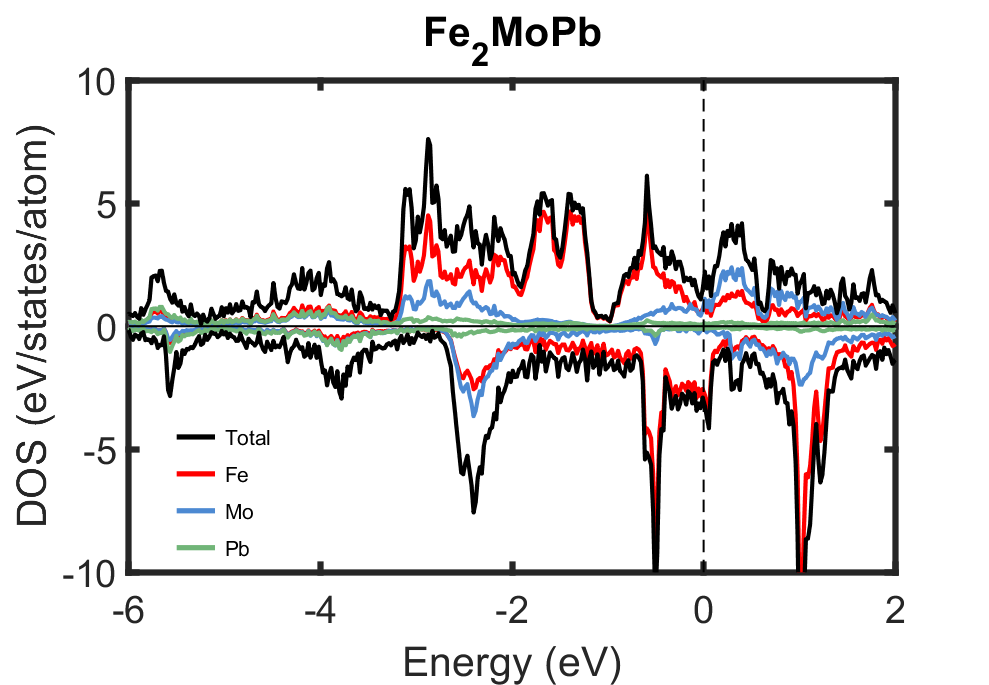 Fe₂MoPb
DOS (eV/states/atom)
10
5
0
-5
-10
Total
Fe
Mo
Pb
-6 -4 -2 0 2
Energy (eV)